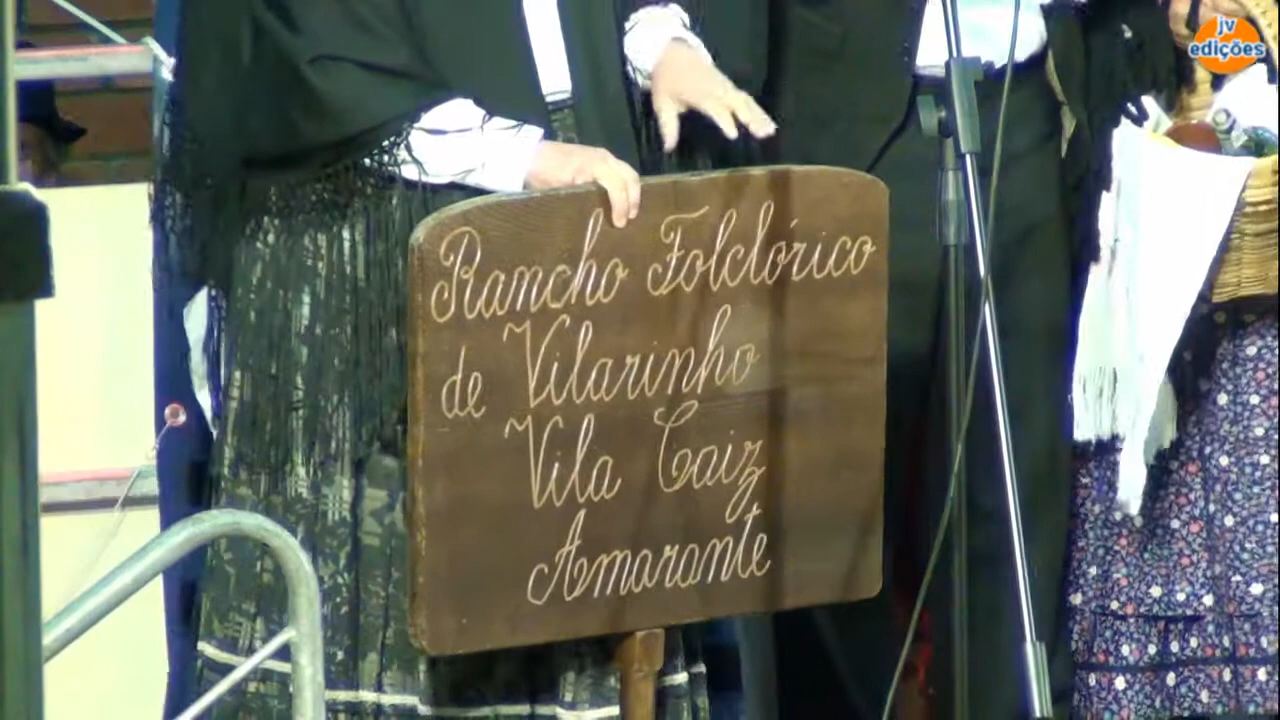 jv
edições
Rancho Folclórico
de Vilarinho
Vila Caiz
Amarante